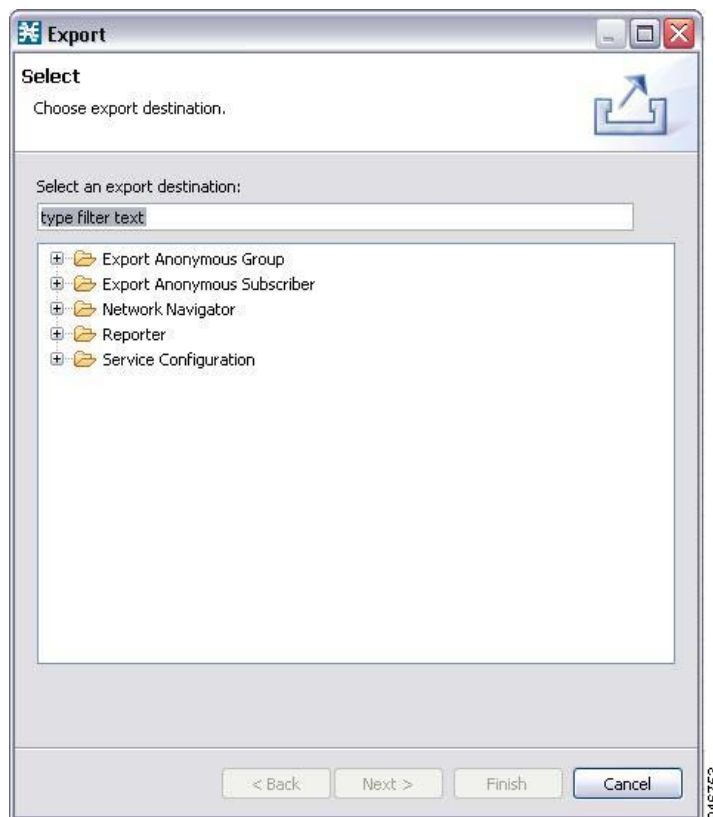 Export
Select
Choose export destination.
Select an export destination:
type filter text
Export Anonymous Group
Export Anonymous Subscriber
Network Navigator
Reporter
Service Configuration
< Back
Next >
Finish
Cancel